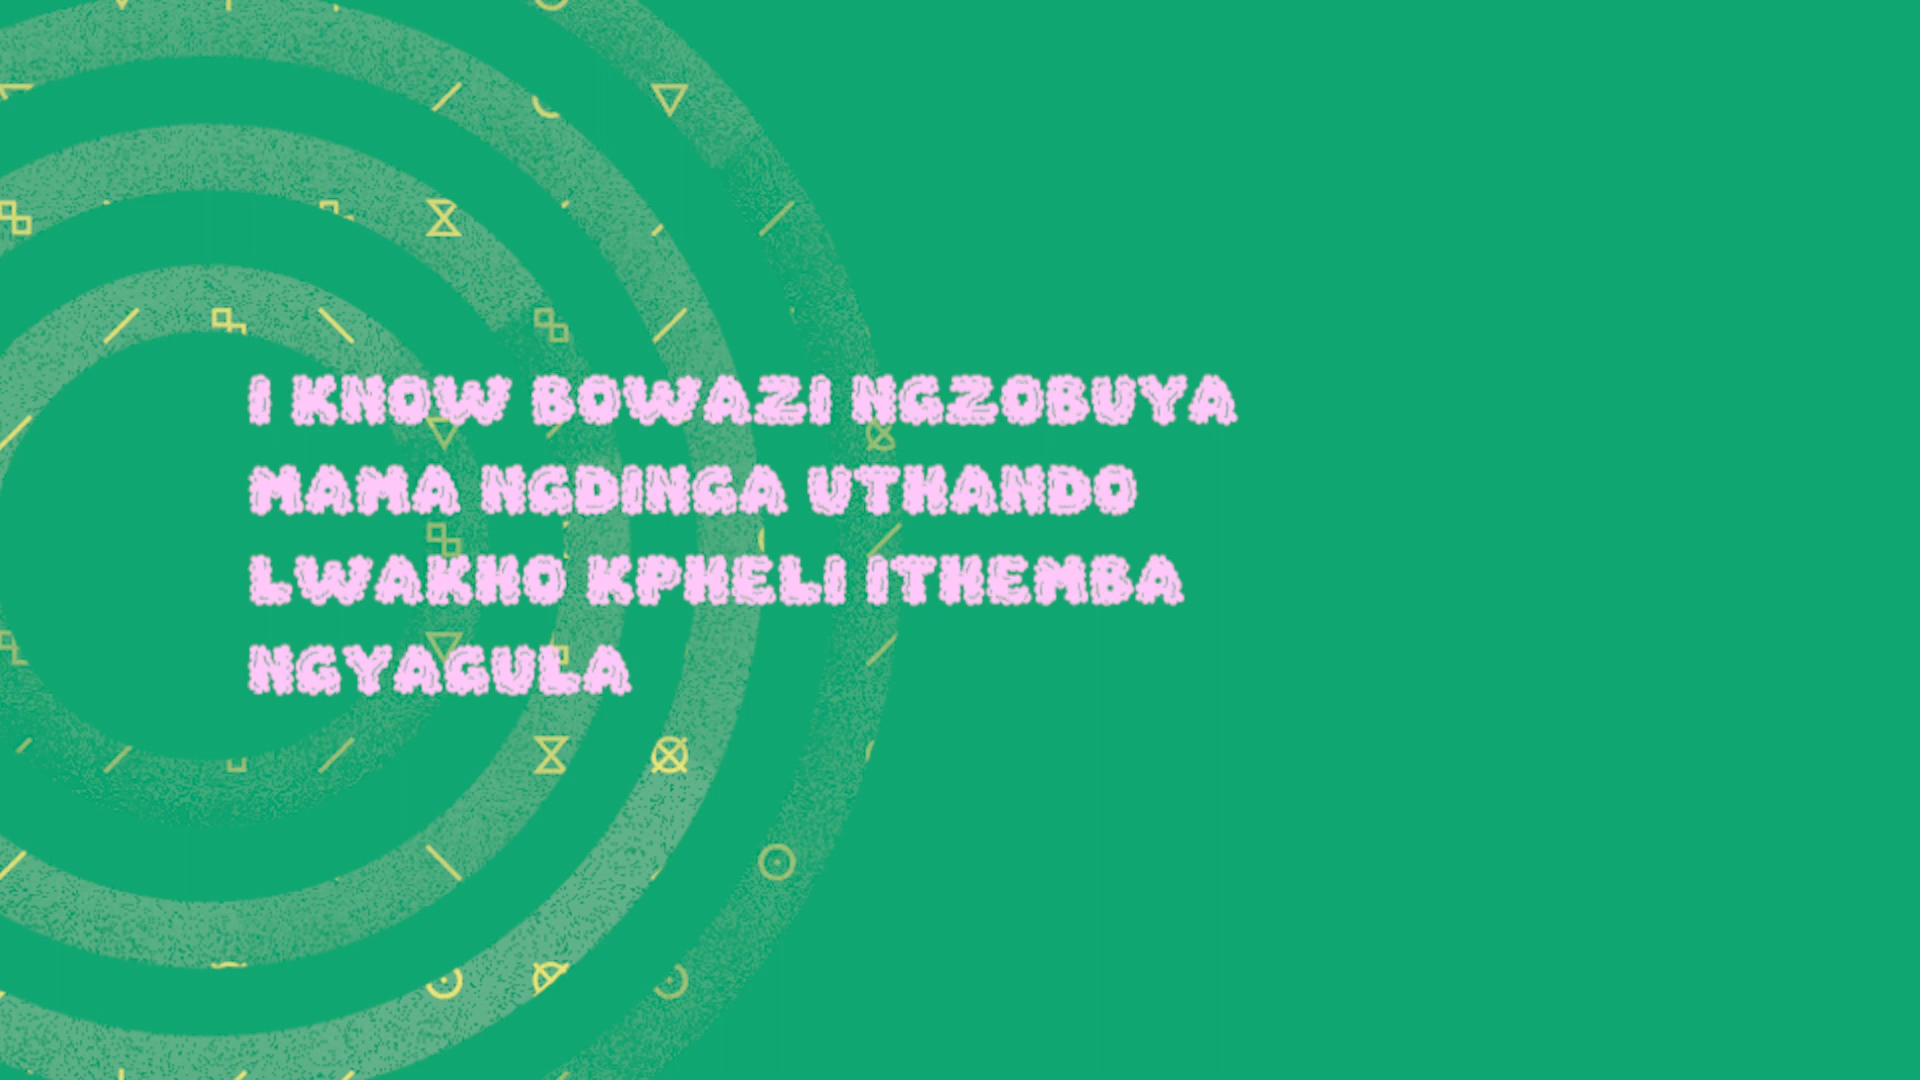 I KNOW BOWAZI NGZOBUYA
MAMA NGDINGA UTHANDO
LWAKHO KPHELI ITHEMBA
NGYAGULA